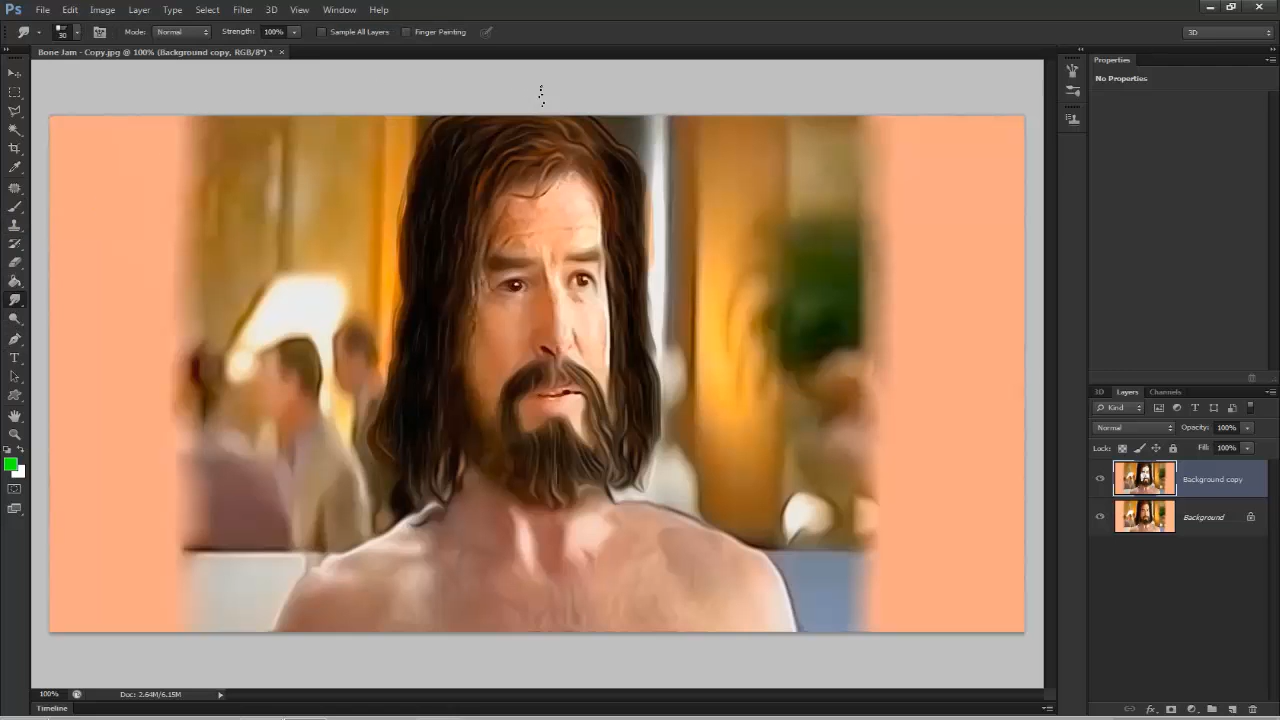 Ps File Edit Image Layer Type Select Filter 3D View Window Help
30 Mode: Normal Strength: 100% Sample All Layers Finger Painting 3D
Bone Jam - Copy.jpg @ 100% (Background copy, RGB/8*) * ×
Properties
No Properties
3D Layers Channels
Kind
Normal Opacity: 100%
Lock: Fill: 100%
Background copy
Background
100% Doc: 2.64M/6.15M
Timeline